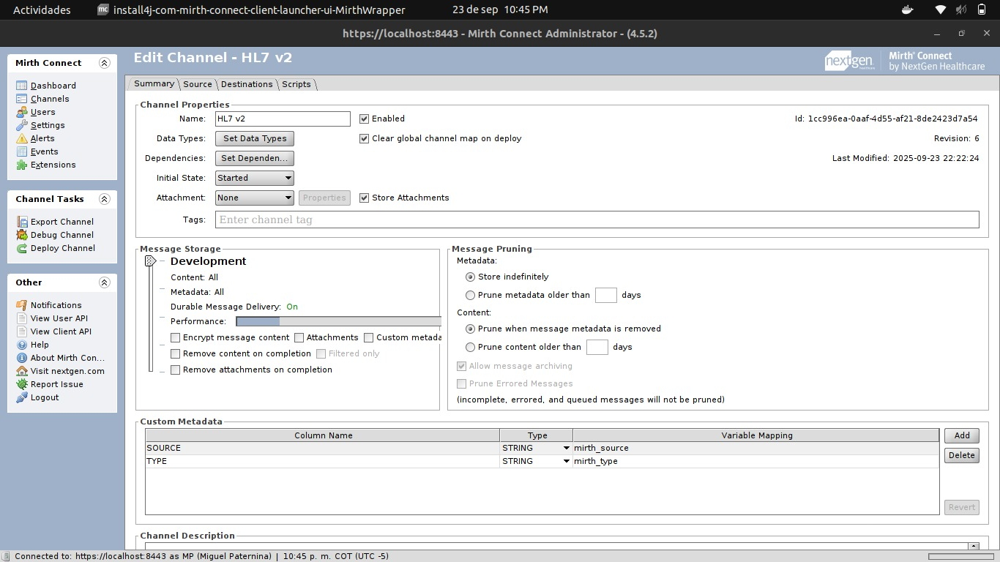 Actividades
mc install4j-com-mirth-connect-client-launcher-ui-MirthWrapper
23 de sep 10:45 PM
https://localhost:8443 - Mirth Connect Administrator - (4.5.2)
Mirth Connect
Dashboard
Channels
Users
Settings
Alerts
Events
Extensions
Channel Tasks
Export Channel
Debug Channel
Deploy Channel
Other
Notifications
View User API
View Client API
Help
About Mirth Con...
Visit nextgen.com
Report Issue
Logout
Edit Channel - HL7 v2
nextgen healthcare
Mirth® Connect
by NextGen Healthcare
Summary Source Destinations Scripts
Channel Properties
Name: HL7 v2 Enabled Id: 1cc996ea-0aaf-4d55-af21-8de2423d7a54
Data Types: Set Data Types Clear global channel map on deploy Revision: 6
Dependencies: Set Dependen... Last Modified: 2025-09-23 22:22:24
Initial State: Started
Attachment: None Properties Store Attachments
Tags: Enter channel tag
Message Storage
Development
Content: All
Metadata: All
Durable Message Delivery: On
Performance:
Encrypt message content Attachments Custom metada
Remove content on completion Filtered only
Remove attachments on completion
Message Pruning
Metadata:
Store indefinitely
Prune metadata older than days
Content:
Prune when message metadata is removed
Prune content older than days
Allow message archiving
Prune Errored Messages
(incomplete, errored, and queued messages will not be pruned)
Custom Metadata
Column Name Type Variable Mapping
SOURCE STRING mirth_source
TYPE STRING mirth_type
Add
Delete
Revert
Channel Description
Connected to: https://localhost:8443 as MP (Miguel Paternina) | 10:45 p. m. COT (UTC -5)